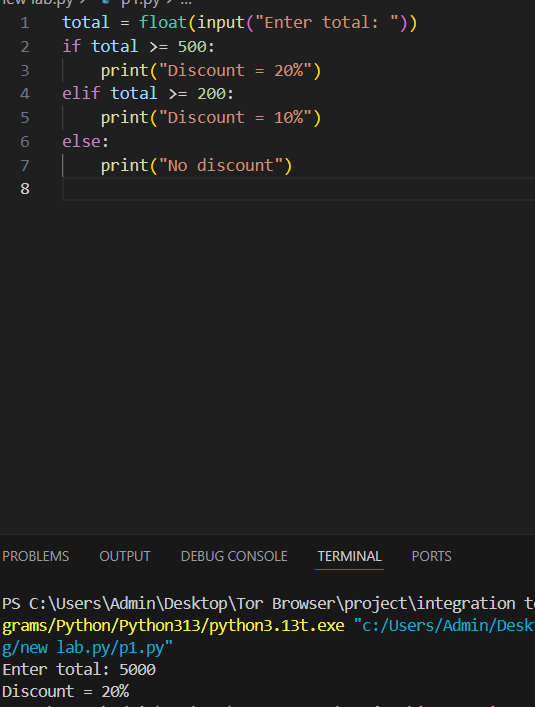 new lab.py > p1.py > ...
1 total = float(input("Enter total: "))
2 if total >= 500:
3     print("Discount = 20%")
4 elif total >= 200:
5     print("Discount = 10%")
6 else:
7     print("No discount")
8
PROBLEMS OUTPUT DEBUG CONSOLE TERMINAL PORTS
PS C:\Users\Admin\Desktop\Tor Browser\project\integration t
grams/Python/Python313/python3.13t.exe "c:/Users/Admin/Desk
g/new lab.py/p1.py"
Enter total: 5000
Discount = 20%